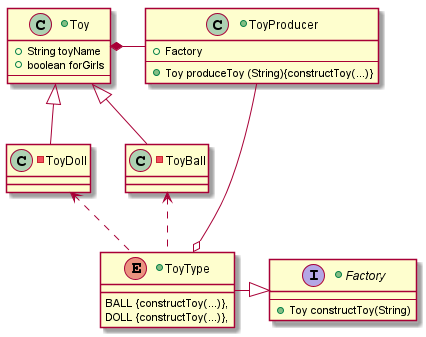 C Toy
String toyName
boolean forGirls
C ToyProducer
Factory
Toy produceToy (String){constructToy(...)}
C ToyDoll
C ToyBall
E ToyType
BALL {constructToy(...)},
DOLL {constructToy(...)},
I Factory
Toy constructToy(String)